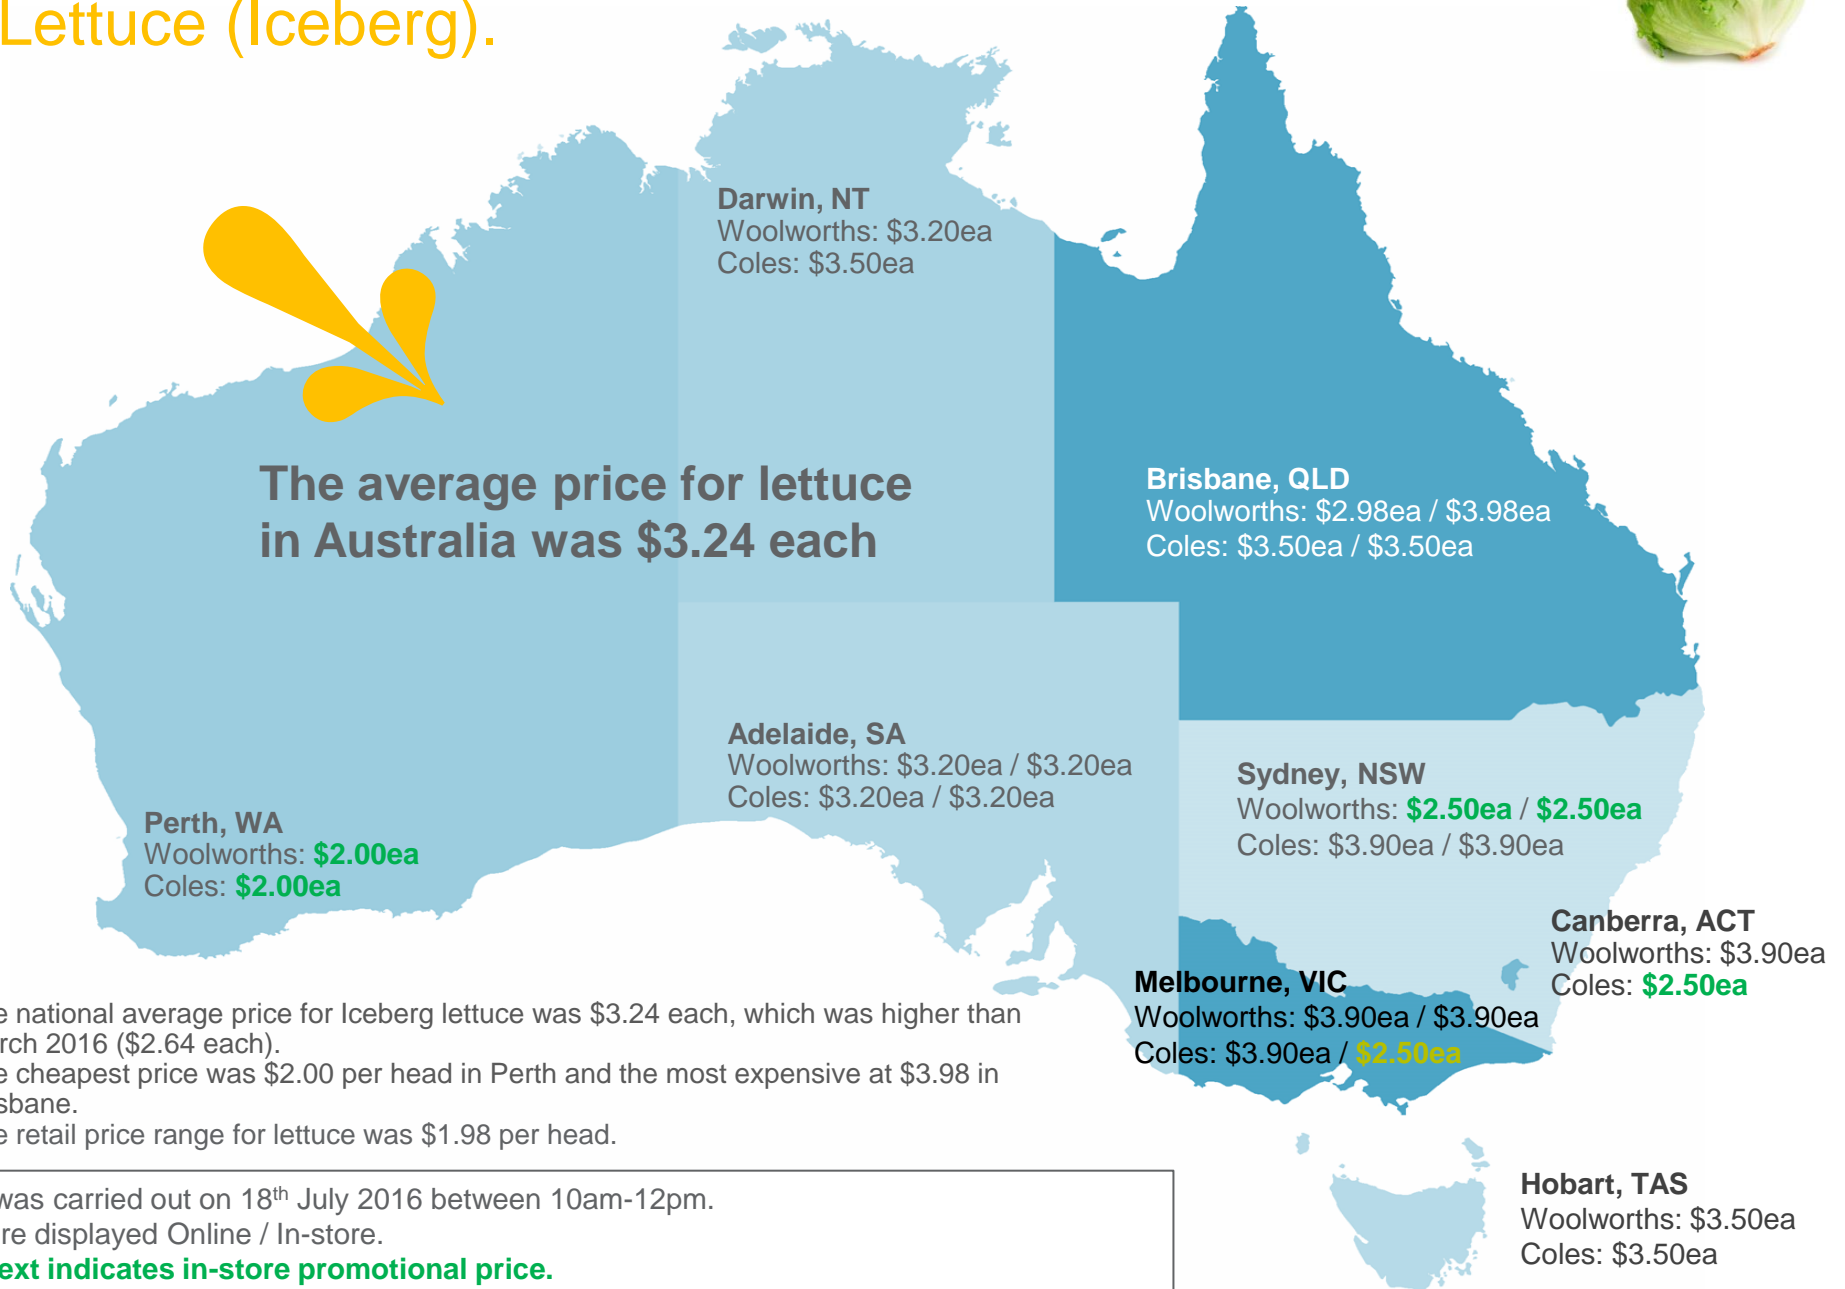 Lettuce (Iceberg).
Darwin, NT
Woolworths: $3.20ea
Coles: $3.50ea
The average price for lettuce
in Australia was $3.24 each
Brisbane, QLD
Woolworths: $2.98ea / $3.98ea
Coles: $3.50ea / $3.50ea
Adelaide, SA
Woolworths: $3.20ea / $3.20ea
Coles: $3.20ea / $3.20ea
Sydney, NSW
Woolworths: $2.50ea / $2.50ea
Coles: $3.90ea / $3.90ea
Perth, WA
Woolworths: $2.00ea
Coles: $2.00ea
Canberra, ACT
Woolworths: $3.90ea
Coles: $2.50ea
Melbourne, VIC
Woolworths: $3.90ea / $3.90ea
Coles: $3.90ea / $2.50ea
e national average price for Iceberg lettuce was $3.24 each, which was higher than
rch 2016 ($2.64 each).
e cheapest price was $2.00 per head in Perth and the most expensive at $3.98 in
sbane.
e retail price range for lettuce was $1.98 per head.
was carried out on 18th July 2016 between 10am-12pm.
re displayed Online / In-store.
ext indicates in-store promotional price.
Hobart, TAS
Woolworths: $3.50ea
Coles: $3.50ea